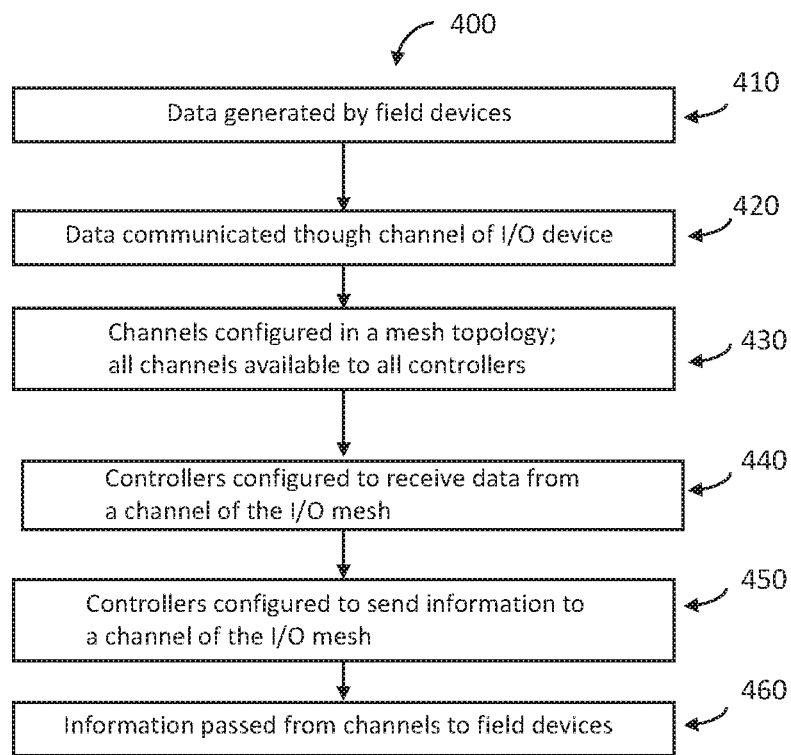 400
410
Data generated by field devices
420
Data communicated though channel of I/O device
Channels configured in a mesh topology;
all channels available to all controllers
430
440
Controllers configured to receive data from
a channel of the I/O mesh
450
Controllers configured to send information to
a channel of the I/O mesh
460
Information passed from channels to field devices